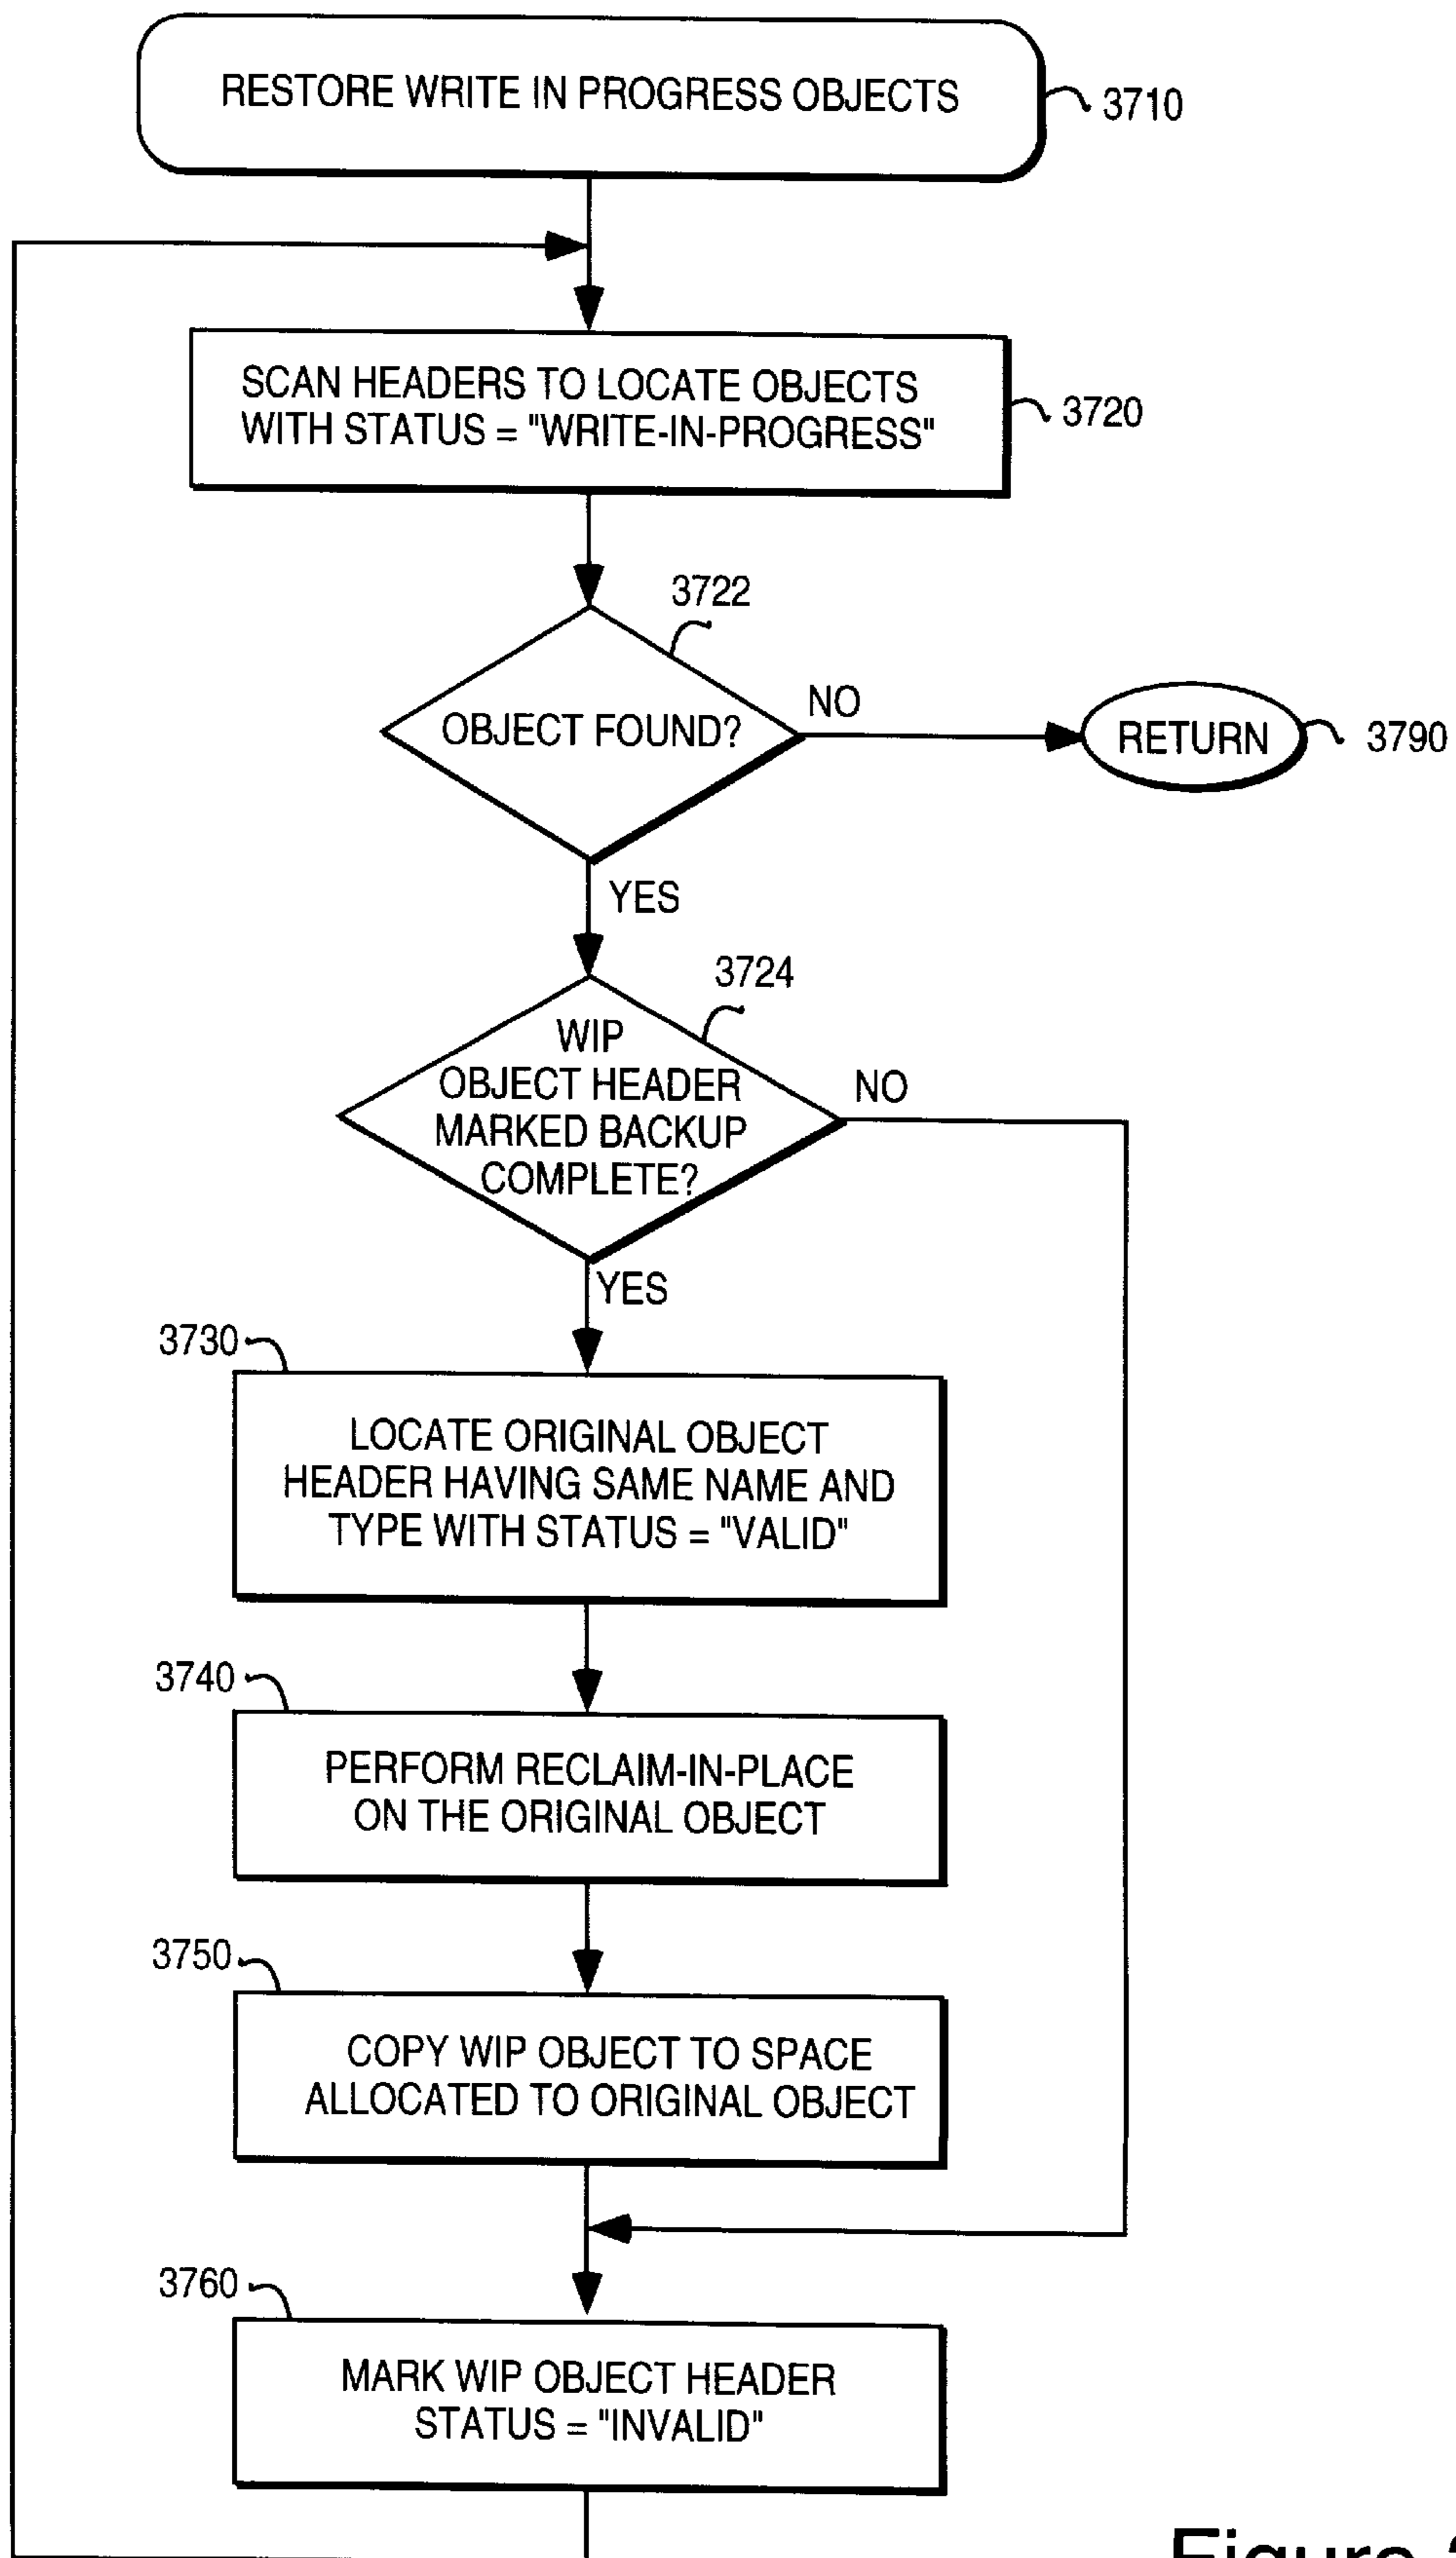 RESTORE WRITE IN PROGRESS OBJECTS
3710
SCAN HEADERS TO LOCATE OBJECTS
WITH STATUS = "WRITE-IN-PROGRESS"
3720
3722
OBJECT FOUND?
NO
RETURN
3790
YES
3724
WIP
OBJECT HEADER
MARKED BACKUP
COMPLETE?
NO
YES
3730
LOCATE ORIGINAL OBJECT
HEADER HAVING SAME NAME AND
TYPE WITH STATUS = "VALID"
3740
PERFORM RECLAIM-IN-PLACE
ON THE ORIGINAL OBJECT
3750
COPY WIP OBJECT TO SPACE
ALLOCATED TO ORIGINAL OBJECT
3760
MARK WIP OBJECT HEADER
STATUS = "INVALID"
Figure